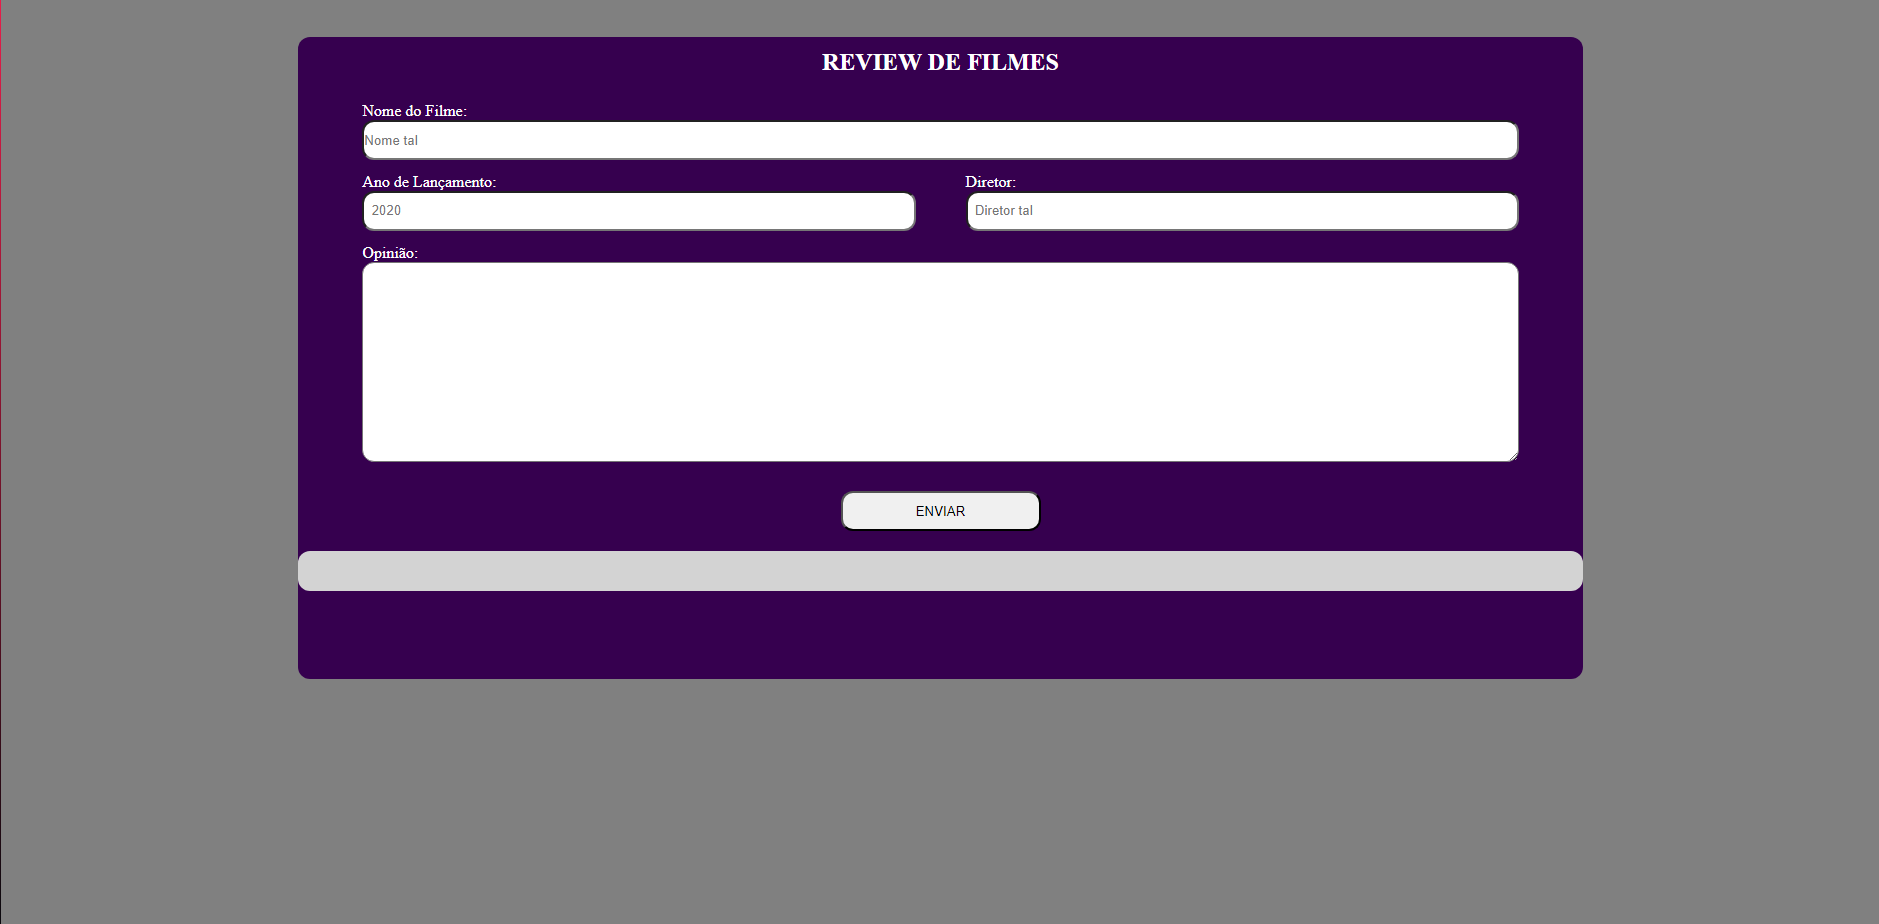 REVIEW DE FILMES
Nome do Filme:
Nome tal
Ano de Lançamento: Diretor:
2020 Diretor tal
Opinião:
ENVIAR